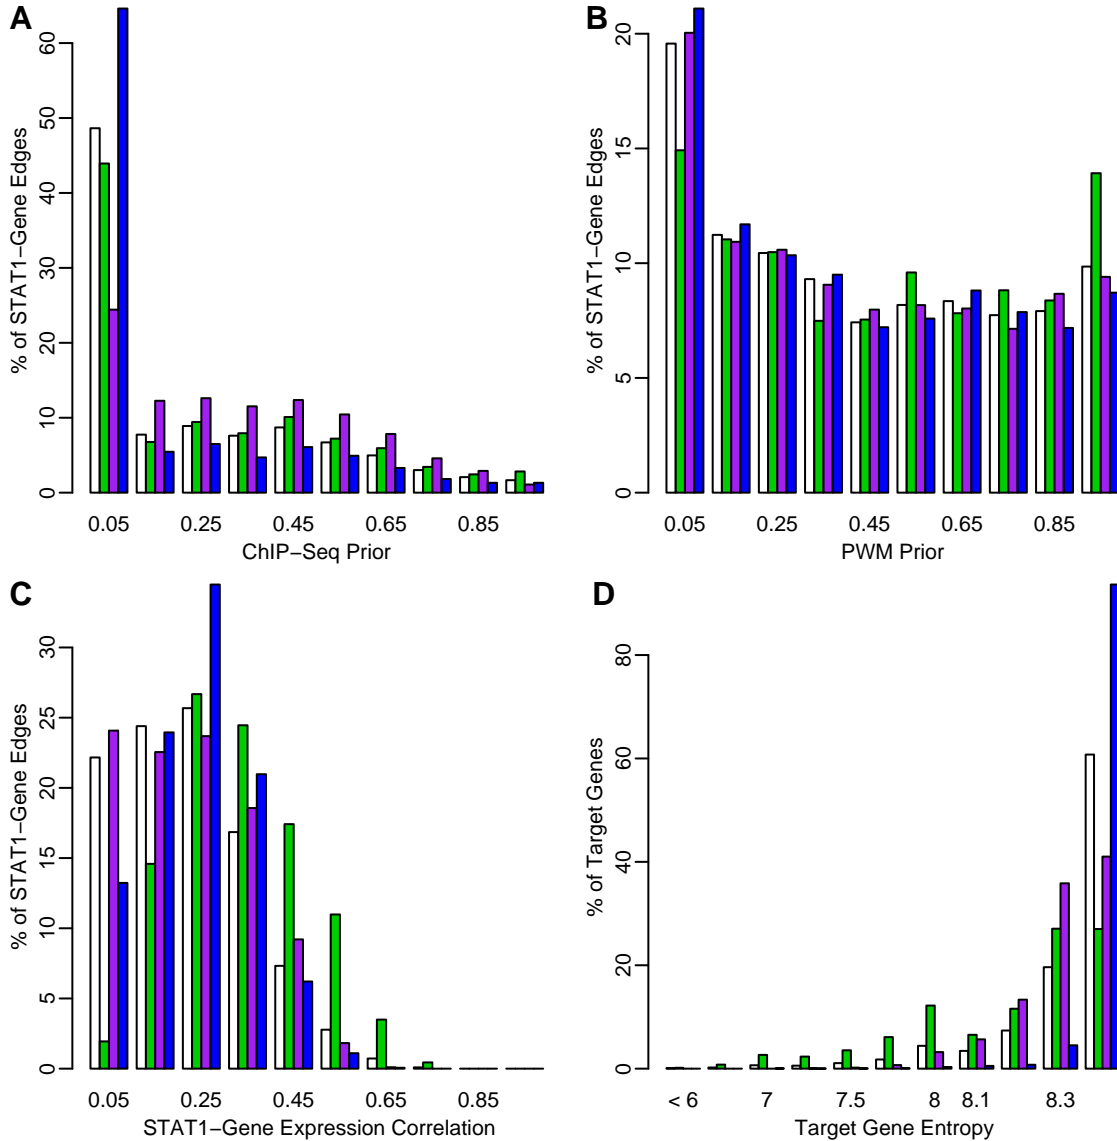 A
% of STAT1−Gene Edges
0 10 20 30 40 50 60
0.05 0.25 0.45 0.65 0.85
ChIP−Seq Prior
B
% of STAT1−Gene Edges
0 5 10 15 20
0.05 0.25 0.45 0.65 0.85
PWM Prior
C
% of STAT1−Gene Edges
0 5 10 15 20 25 30
0.05 0.25 0.45 0.65 0.85
STAT1−Gene Expression Correlation
D
% of Target Genes
0 20 40 60 80
< 6 7 7.5 8 8.1 8.3
Target Gene Entropy